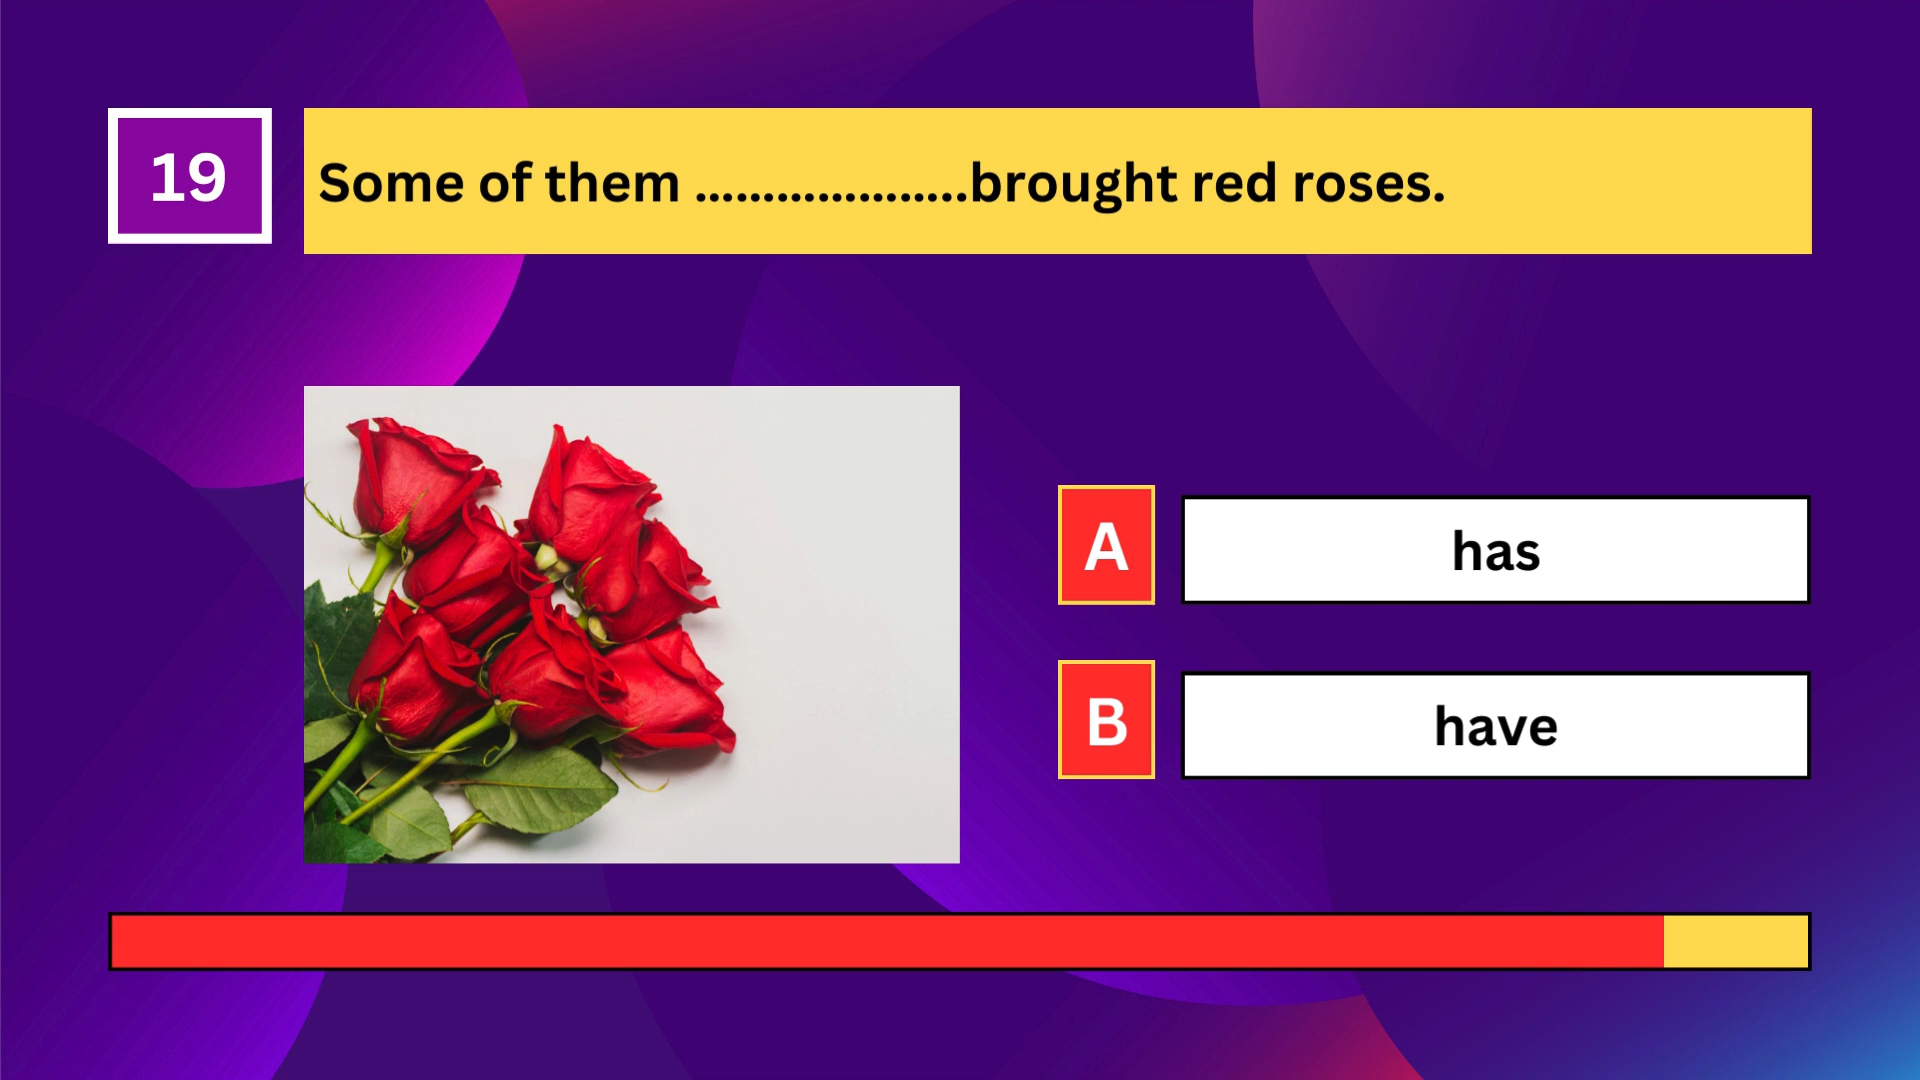 19
Some of them ....................brought red roses.
A
has
B
have